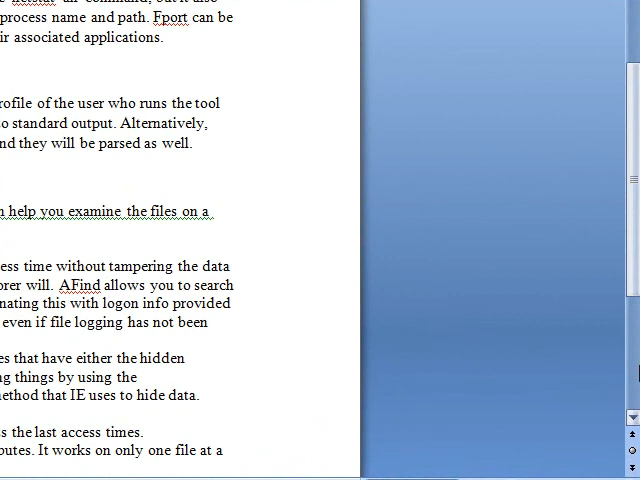 process name and path. Fport can be
ir associated applications.
rofile of the user who runs the tool
o standard output. Alternatively,
nd they will be parsed as well.
help you examine the files on a
ess time without tampering the data
orer will. AFind allows you to search
nating this with logon info provided
even if file logging has not been
es that have either the hidden
ng things by using the
method that IE uses to hide data.
s the last access times.
butes. It works on only one file at a